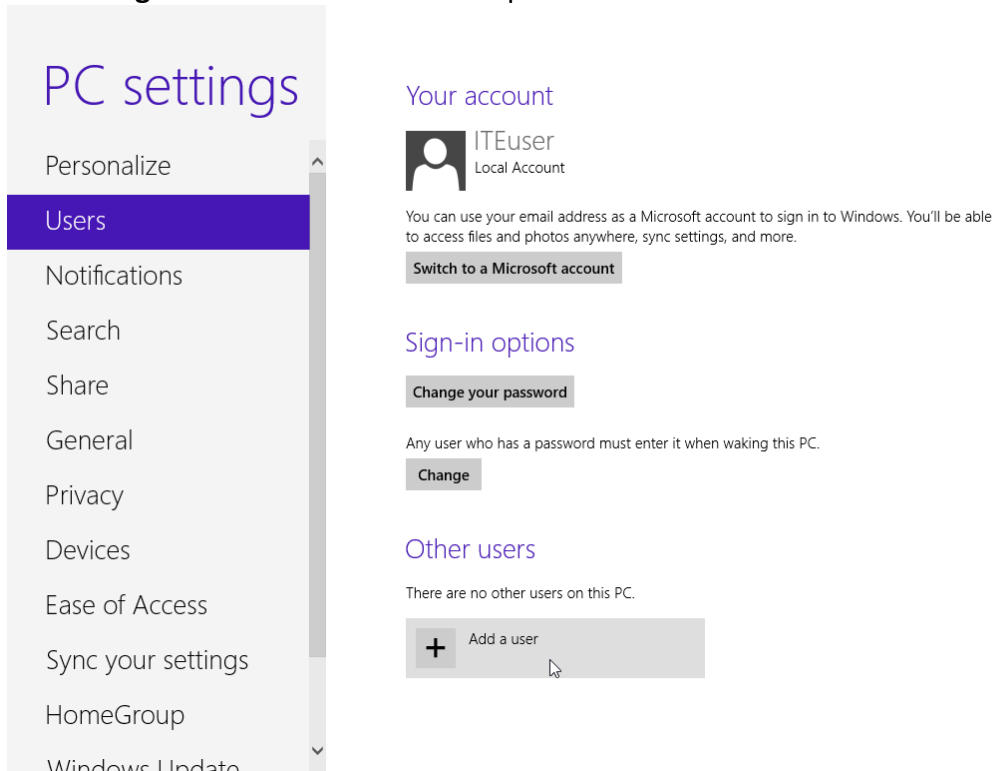 PC settings
Personalize
Users
Notifications
Search
Share
General
Privacy
Devices
Ease of Access
Sync your settings
HomeGroup
Windows Update
Your account
ITEuser
Local Account
You can use your email address as a Microsoft account to sign in to Windows. You'll be able
to access files and photos anywhere, sync settings, and more.
Switch to a Microsoft account
Sign-in options
Change your password
Any user who has a password must enter it when waking this PC.
Change
Other users
There are no other users on this PC.
+ Add a user